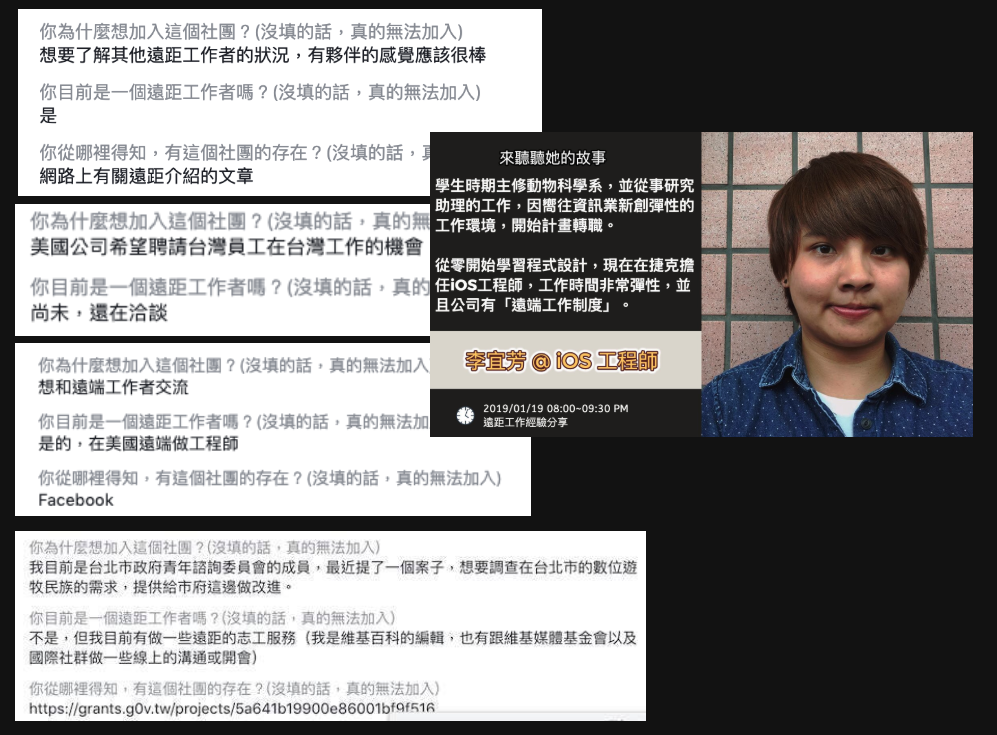 你為什麼想加入這個社團？(沒填的話，真的無法加入)
想要了解其他遠距工作者的狀況，有夥伴的感覺應該很棒
你目前是一個遠距工作者嗎？(沒填的話，真的無法加入)
是
你從哪裡得知，有這個社團的存在？(沒填的話，
網路上有關遠距介紹的文章
你為什麼想加入這個社團？(沒填的話，真的無
美國公司希望聘請台灣員工在台灣工作的機會
你目前是一個遠距工作者嗎？(沒填的話，真的
尚未，還在洽談
你為什麼想加入這個社團？(沒填的話，真的無法加入
想和遠端工作者交流
你目前是一個遠距工作者嗎？(沒填的話，真的無法加
是的，在美國遠端做工程師
你從哪裡得知，有這個社團的存在？(沒填的話，真的無法加入)
Facebook
你為什麼想加入這個社團？(沒填的話，真的無法加入)
我目前是台北市政府青年諮詢委員會的成員，最近提了一個案子，想要調查在台北市的數位遊
牧民族的需求，提供給市府這邊做改進。
你目前是一個遠距工作者嗎？(沒填的話，真的無法加入)
不是，但我目前有做一些遠距的志工服務（我是維基百科的編輯，也有跟維基媒體基金會以及
國際社群做一些線上的溝通或開會）
你從哪裡得知，有這個社團的存在？(沒填的話，真的無法加入)
https://grants.g0v.tw/projects/5a641b19900e86001bf9f516
來聽聽她的故事
學生時期主修動物科學系，並從事研究
助理的工作，因嚮往資訊業新創彈性的
工作環境，開始計畫轉職。
從零開始學習程式設計，現在在捷克擔
任iOS工程師，工作時間非常彈性，並
且公司有「遠端工作制度」。
李宜芳 @ iOS 工程師
2019/01/19 08:00~09:30 PM
遠距工作經驗分享